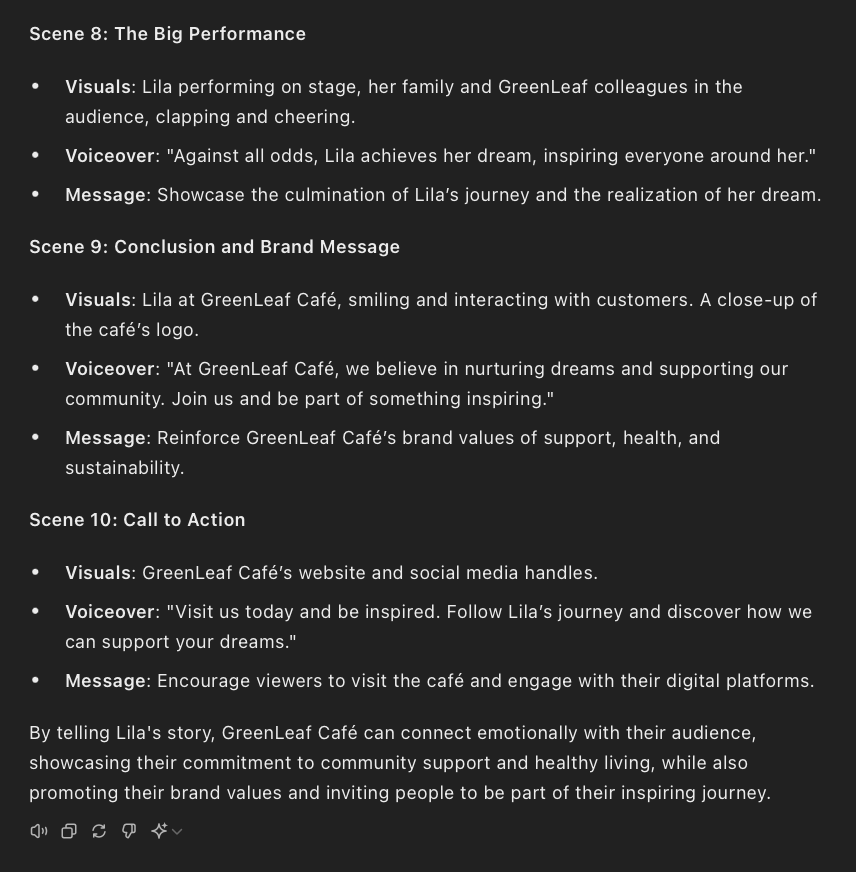 Scene 8: The Big Performance
• Visuals: Lila performing on stage, her family and GreenLeaf colleagues in the
audience, clapping and cheering.
• Voiceover: "Against all odds, Lila achieves her dream, inspiring everyone around her."
• Message: Showcase the culmination of Lila’s journey and the realization of her dream.
Scene 9: Conclusion and Brand Message
• Visuals: Lila at GreenLeaf Café, smiling and interacting with customers. A close-up of
the café’s logo.
• Voiceover: "At GreenLeaf Café, we believe in nurturing dreams and supporting our
community. Join us and be part of something inspiring."
• Message: Reinforce GreenLeaf Café’s brand values of support, health, and
sustainability.
Scene 10: Call to Action
• Visuals: GreenLeaf Café’s website and social media handles.
• Voiceover: "Visit us today and be inspired. Follow Lila’s journey and discover how we
can support your dreams."
• Message: Encourage viewers to visit the café and engage with their digital platforms.
By telling Lila's story, GreenLeaf Café can connect emotionally with their audience,
showcasing their commitment to community support and healthy living, while also
promoting their brand values and inviting people to be part of their inspiring journey.